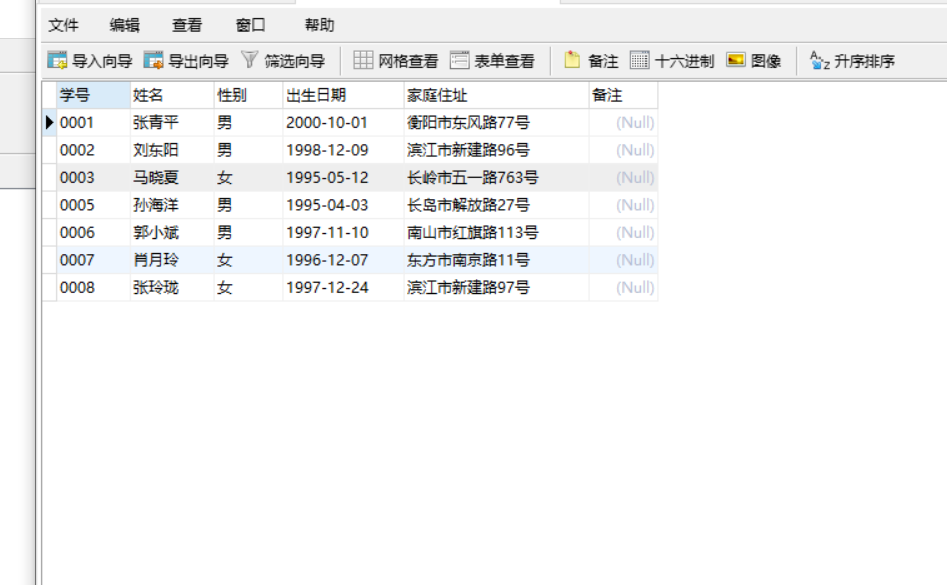 文件 编辑 查看 窗口 帮助
导入向导 导出向导 筛选向导 网格查看 表单查看 备注 十六进制 图像 升序排序
学号 姓名 性别 出生日期 家庭住址 备注
0001 张青平 男 2000-10-01 衡阳市东风路77号 (Null)
0002 刘东阳 男 1998-12-09 滨江市新建路96号 (Null)
0003 马晓夏 女 1995-05-12 长岭市五一路763号 (Null)
0005 孙海洋 男 1995-04-03 长岛市解放路27号 (Null)
0006 郭小斌 男 1997-11-10 南山市红旗路113号 (Null)
0007 肖月玲 女 1996-12-07 东方市南京路11号 (Null)
0008 张玲珑 女 1997-12-24 滨江市新建路97号 (Null)